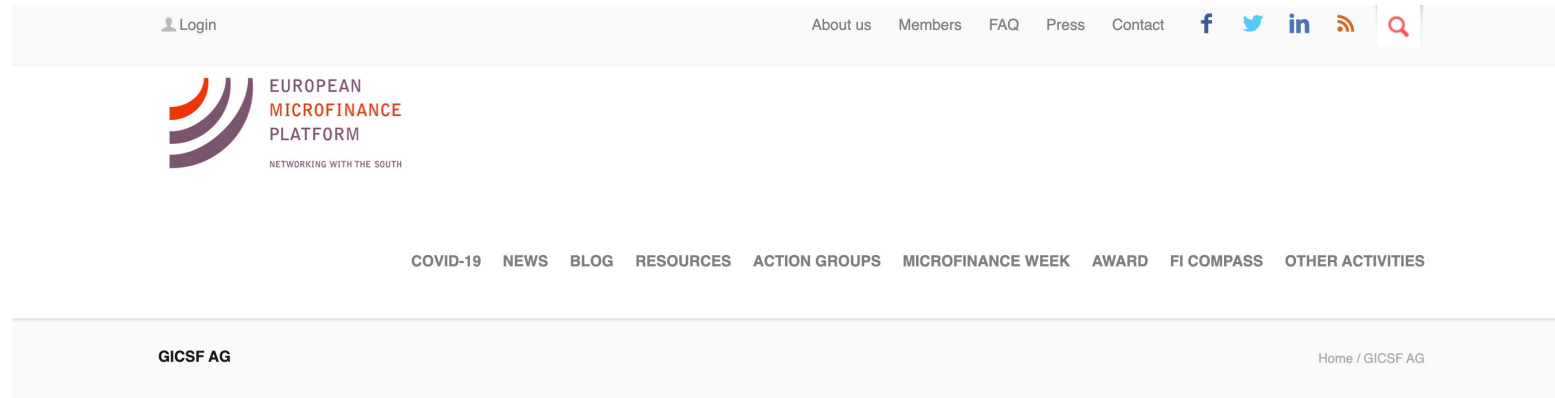 Login About us Members FAQ Press Contact
EUROPEAN
MICROFINANCE
PLATFORM
NETWORKING WITH THE SOUTH
COVID-19 NEWS BLOG RESOURCES ACTION GROUPS MICROFINANCE WEEK AWARD FI COMPASS OTHER ACTIVITIES
GICSF AG Home / GICSF AG